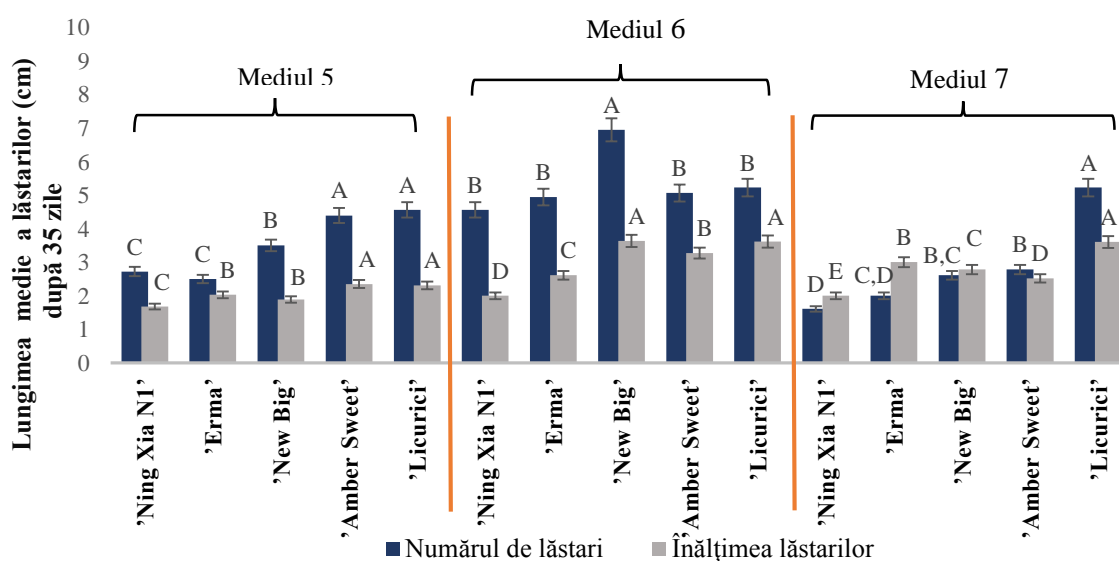 Lungimea medie a lăstarilor (cm)
după 35 zile
10
9
8
7
6
5
4
3
2
1
0
Mediul 5
Mediul 6
Mediul 7
C
C
C
B
B
B
A
A
A
A
B
D
B
C
A
A
B
B
B
A
D
E
C,D
B
B,C
C
B
D
A
A
’Ning Xia N1’
’Erma’
’New Big’
’Amber Sweet’
’Licurici’
’Ning Xia N1’
’Erma’
’New Big’
’Amber Sweet’
’Licurici’
’Ning Xia N1’
’Erma’
’New Big’
’Amber Sweet’
’Licurici’
Numărul de lăstari
Înălțimea lăstarilor